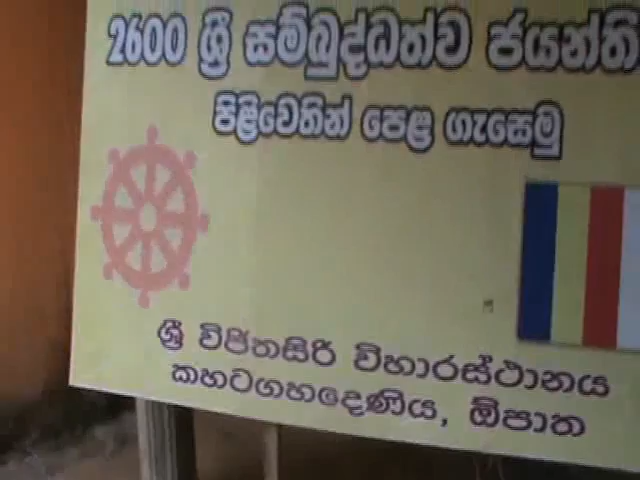 2600 ශ්‍රී සම්බුද්ධත්ව ජයන්ති
පිළිවෙතින් පෙළ ගැසෙමු
ශ්‍රී විජිතසිරි විහාරස්ථානය
කහටගහදෙණිය, ඕපාත